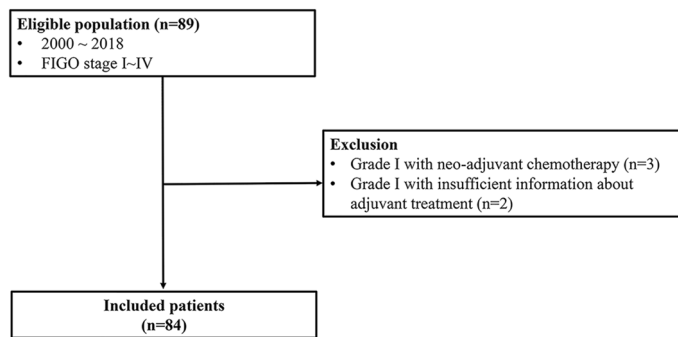 Eligible population (n=89)
• 2000 ~ 2018
• FIGO stage I~IV
Exclusion
• Grade I with neo-adjuvant chemotherapy (n=3)
• Grade I with insufficient information about
adjuvant treatment (n=2)
Included patients
(n=84)